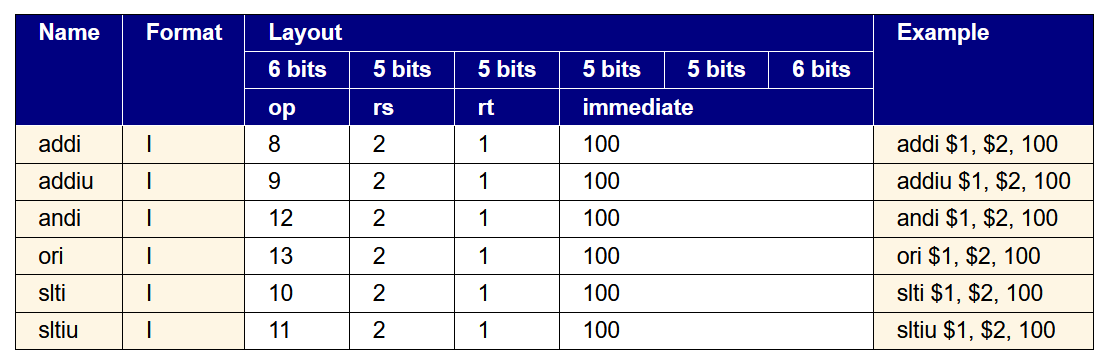 Name Format Layout Example
6 bits 5 bits 5 bits 5 bits 5 bits 6 bits
op rs rt immediate
addi I 8 2 1 100 addi $1, $2, 100
addiu I 9 2 1 100 addiu $1, $2, 100
andi I 12 2 1 100 andi $1, $2, 100
ori I 13 2 1 100 ori $1, $2, 100
slti I 10 2 1 100 slti $1, $2, 100
sltiu I 11 2 1 100 sltiu $1, $2, 100